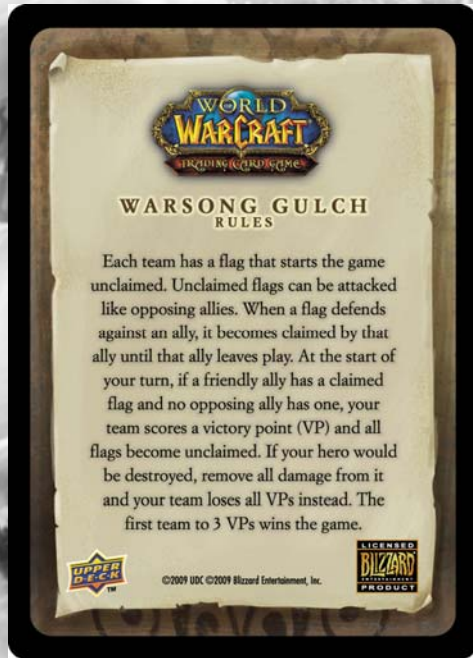 WORLD
WARCRAFT
TRADING CARD GAME
WARSONG GULCH
RULES
Each team has a flag that starts the game
unclaimed. Unclaimed flags can be attacked
like opposing allies. When a flag defends
against an ally, it becomes claimed by that
ally until that ally leaves play. At the start of
your turn, if a friendly ally has a claimed
flag and no opposing ally has one, your
team scores a victory point (VP) and all
flags become unclaimed. If your hero would
be destroyed, remove all damage from it
and your team loses all VPs instead. The
first team to 3 VPs wins the game.
UPPER
D·E·C·K
TM
©2009 UDC ©2009 Blizzard Entertainment, Inc.
LICENSED
BLIZZARD
ENTERTAINMENT
PRODUCT